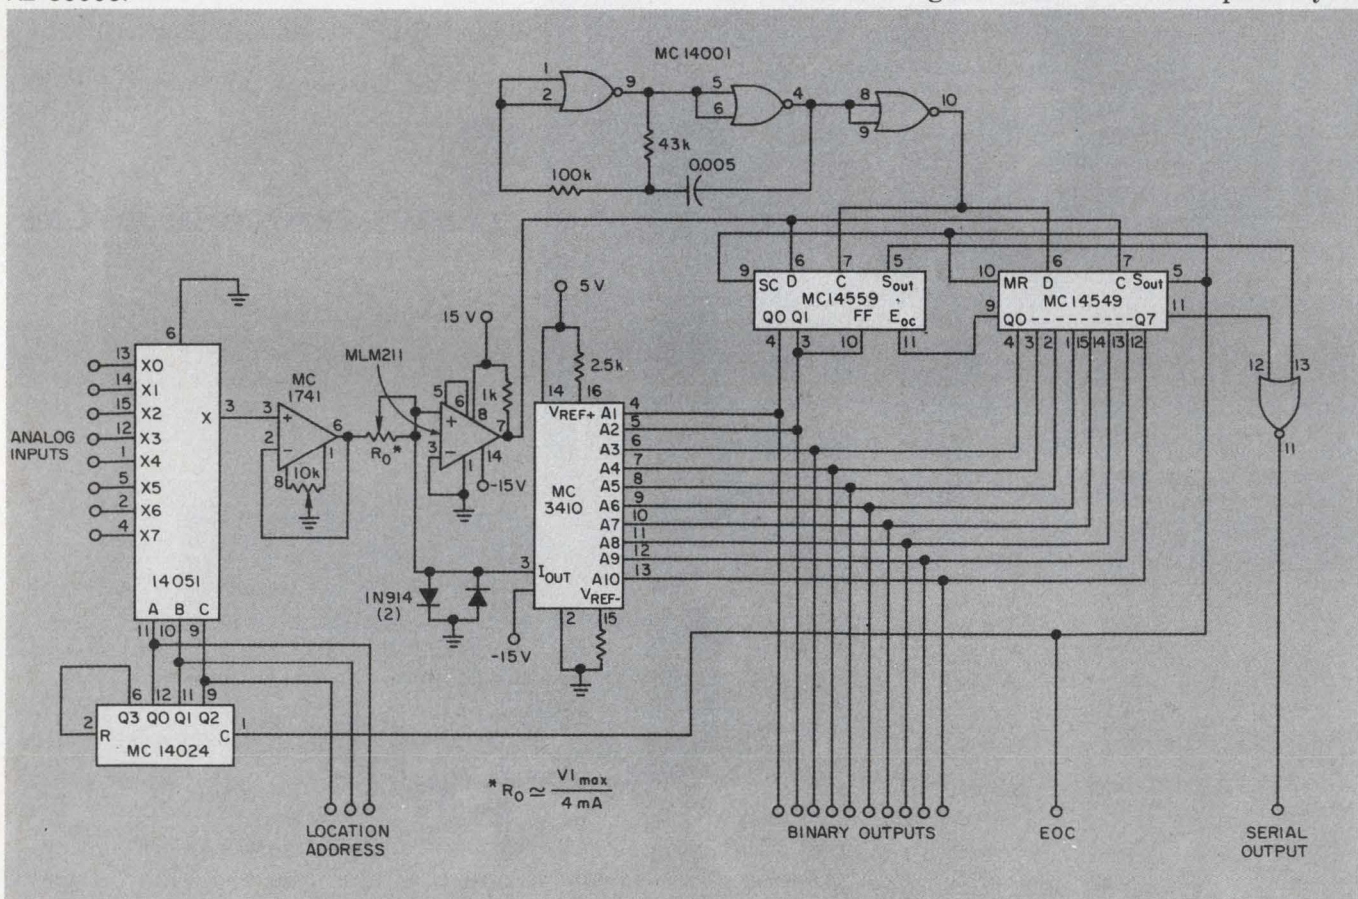 MC 14001
1
2
9
5
6
4
8
9
10
43k
0.005
100k
9
6
7
5
SC
D
C
Sout
MC14559
Q0
Q1
FF
EOC
4
3
10
11
10
6
7
5
MR
D
C
Sout
MC14549
9
11
Q0 --------- Q7
4
3
2
1
15
14
13
12
12
13
11
5 V
2.5k
14
16
15 V
MLM211
1k
5
6
8
7
+
3
−
1
14
-15V
6
13
X0
14
X1
15
X2
12
X3
1
X4
5
X5
2
X6
4
X7
ANALOG
INPUTS
X
3
14051
A
B
C
11
10
9
MC
1741
3
+
2
−
6
1
8
10k
R0*
1N914
(2)
-15V
VREF+
A1
4
A2
5
A3
6
A4
7
A5
8
A6
9
A7
10
A8
11
A9
12
A10
13
MC
3410
3
IOUT
VREF-
2
15
6
12
11
9
Q3
Q0
Q1
Q2
2
R
C
1
MC 14024
*R0 ≃ VI max
4 mA
LOCATION
ADDRESS
BINARY OUTPUTS
EOC
SERIAL
OUTPUT